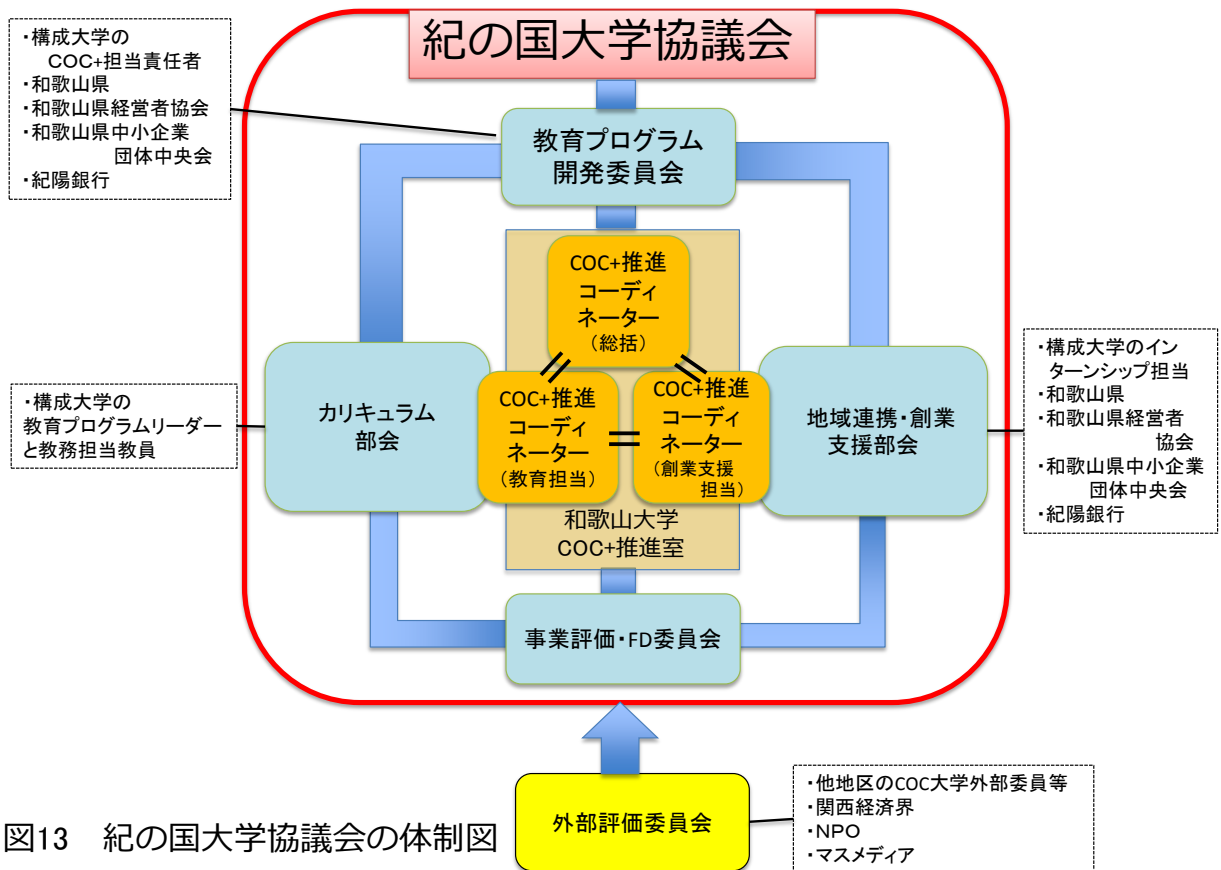 紀の国大学協議会
・構成大学の
COC+担当責任者
・和歌山県
・和歌山県経営者協会
・和歌山県中小企業
団体中央会
・紀陽銀行
教育プログラム
開発委員会
COC+推進
コーディ
ネーター
（総括）
カリキュラム
部会
COC+推進
コーディ
ネーター
（教育担当）
COC+推進
コーディ
ネーター
（創業支援
担当）
地域連携・創業
支援部会
・構成大学の
教育プログラムリーダー
と教務担当教員
・構成大学のイン
ターンシップ担当
・和歌山県
・和歌山県経営者
協会
・和歌山県中小企業
団体中央会
・紀陽銀行
和歌山大学
COC+推進室
事業評価・FD委員会
外部評価委員会
・他地区のCOC大学外部委員等
・関西経済界
・NPO
・マスメディア
図13　紀の国大学協議会の体制図